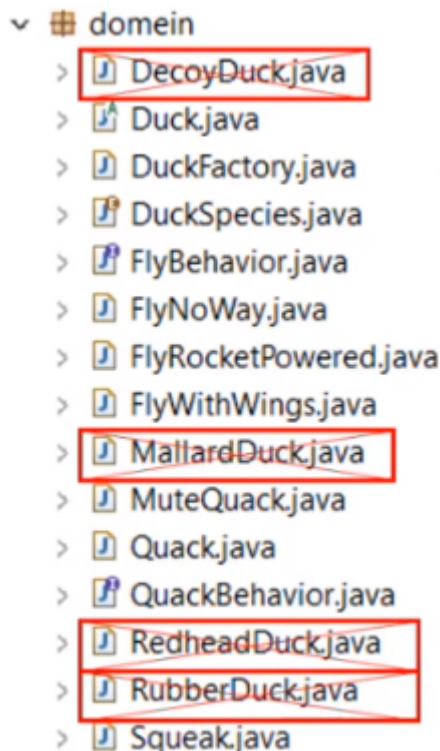 domein
DecoyDuck.java
Duck.java
DuckFactory.java
DuckSpecies.java
FlyBehavior.java
FlyNoWay.java
FlyRocketPowered.java
FlyWithWings.java
MallardDuck.java
MuteQuack.java
Quack.java
QuackBehavior.java
RedheadDuck.java
RubberDuck.java
Squeak.java